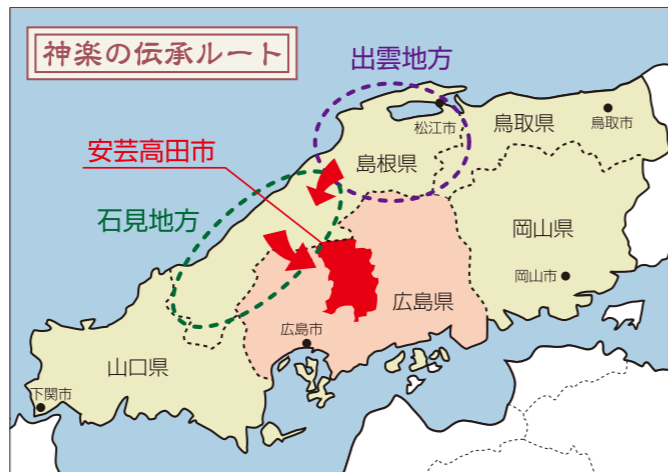 神楽の伝承ルート
出雲地方
松江市
鳥取県
鳥取市
安芸高田市
島根県
石見地方
岡山県
岡山市
広島県
広島市
山口県
下関市